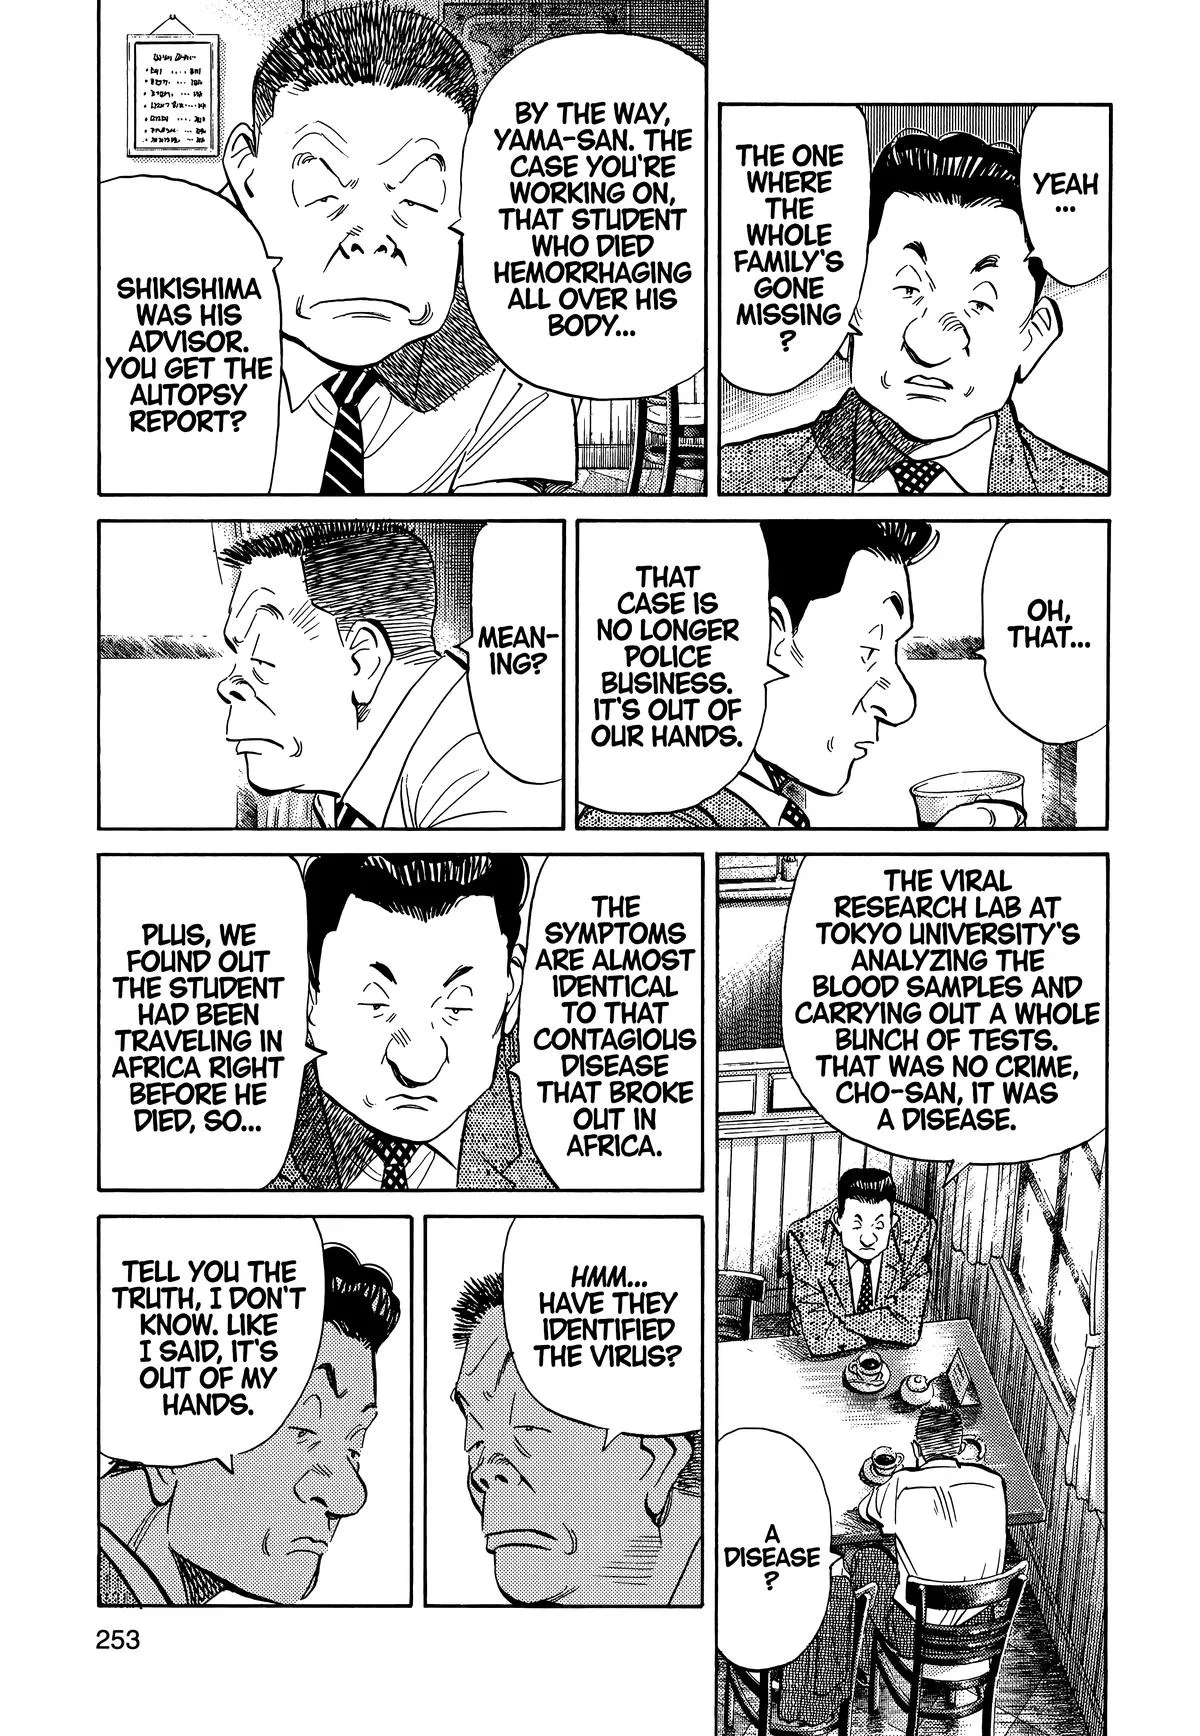 YEAH
...
THE ONE
WHERE
THE
WHOLE
FAMILY'S
GONE
MISSING
?
BY THE WAY,
YAMA-SAN. THE
CASE YOU'RE
WORKING ON,
THAT STUDENT
WHO DIED
HEMORRHAGING
ALL OVER HIS
BODY...
SHIKISHIMA
WAS HIS
ADVISOR.
YOU GET THE
AUTOPSY
REPORT?
OH,
THAT...
THAT
CASE IS
NO LONGER
POLICE
BUSINESS.
IT'S OUT OF
OUR HANDS.
MEAN-
ING?
THE VIRAL
RESEARCH LAB AT
TOKYO UNIVERSITY'S
ANALYZING THE
BLOOD SAMPLES AND
CARRYING OUT A WHOLE
BUNCH OF TESTS.
THAT WAS NO CRIME,
CHO-SAN, IT WAS
A DISEASE.
A
DISEASE
?
THE
SYMPTOMS
ARE ALMOST
IDENTICAL
TO THAT
CONTAGIOUS
DISEASE
THAT BROKE
OUT IN
AFRICA.
PLUS, WE
FOUND OUT
THE STUDENT
HAD BEEN
TRAVELING IN
AFRICA RIGHT
BEFORE HE
DIED, SO...
HMM...
HAVE THEY
IDENTIFIED
THE VIRUS?
TELL YOU THE
TRUTH, I DON'T
KNOW. LIKE
I SAID, IT'S
OUT OF MY
HANDS.
253